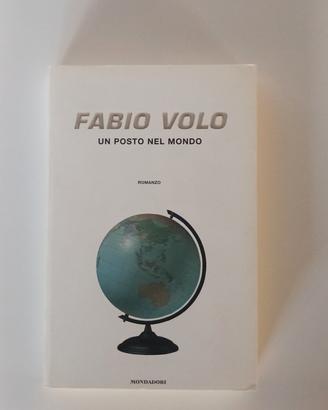 FABIO VOLO
UN POSTO NEL MONDO
ROMANZO
MONDADORI